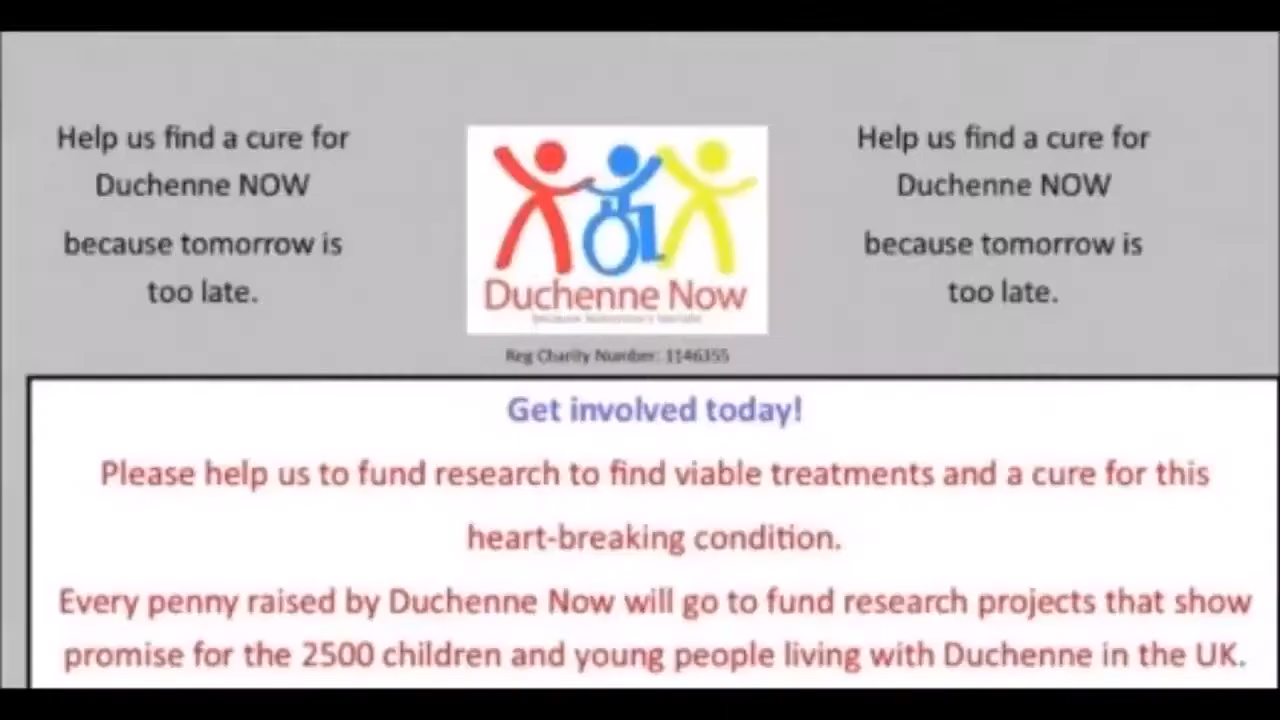 Help us find a cure for
Duchenne NOW
because tomorrow is
too late.
Duchenne Now
Reg Charity Number: 1146355
Help us find a cure for
Duchenne NOW
because tomorrow is
too late.
Get involved today!
Please help us to fund research to find viable treatments and a cure for this
heart-breaking condition.
Every penny raised by Duchenne Now will go to fund research projects that show
promise for the 2500 children and young people living with Duchenne in the UK.